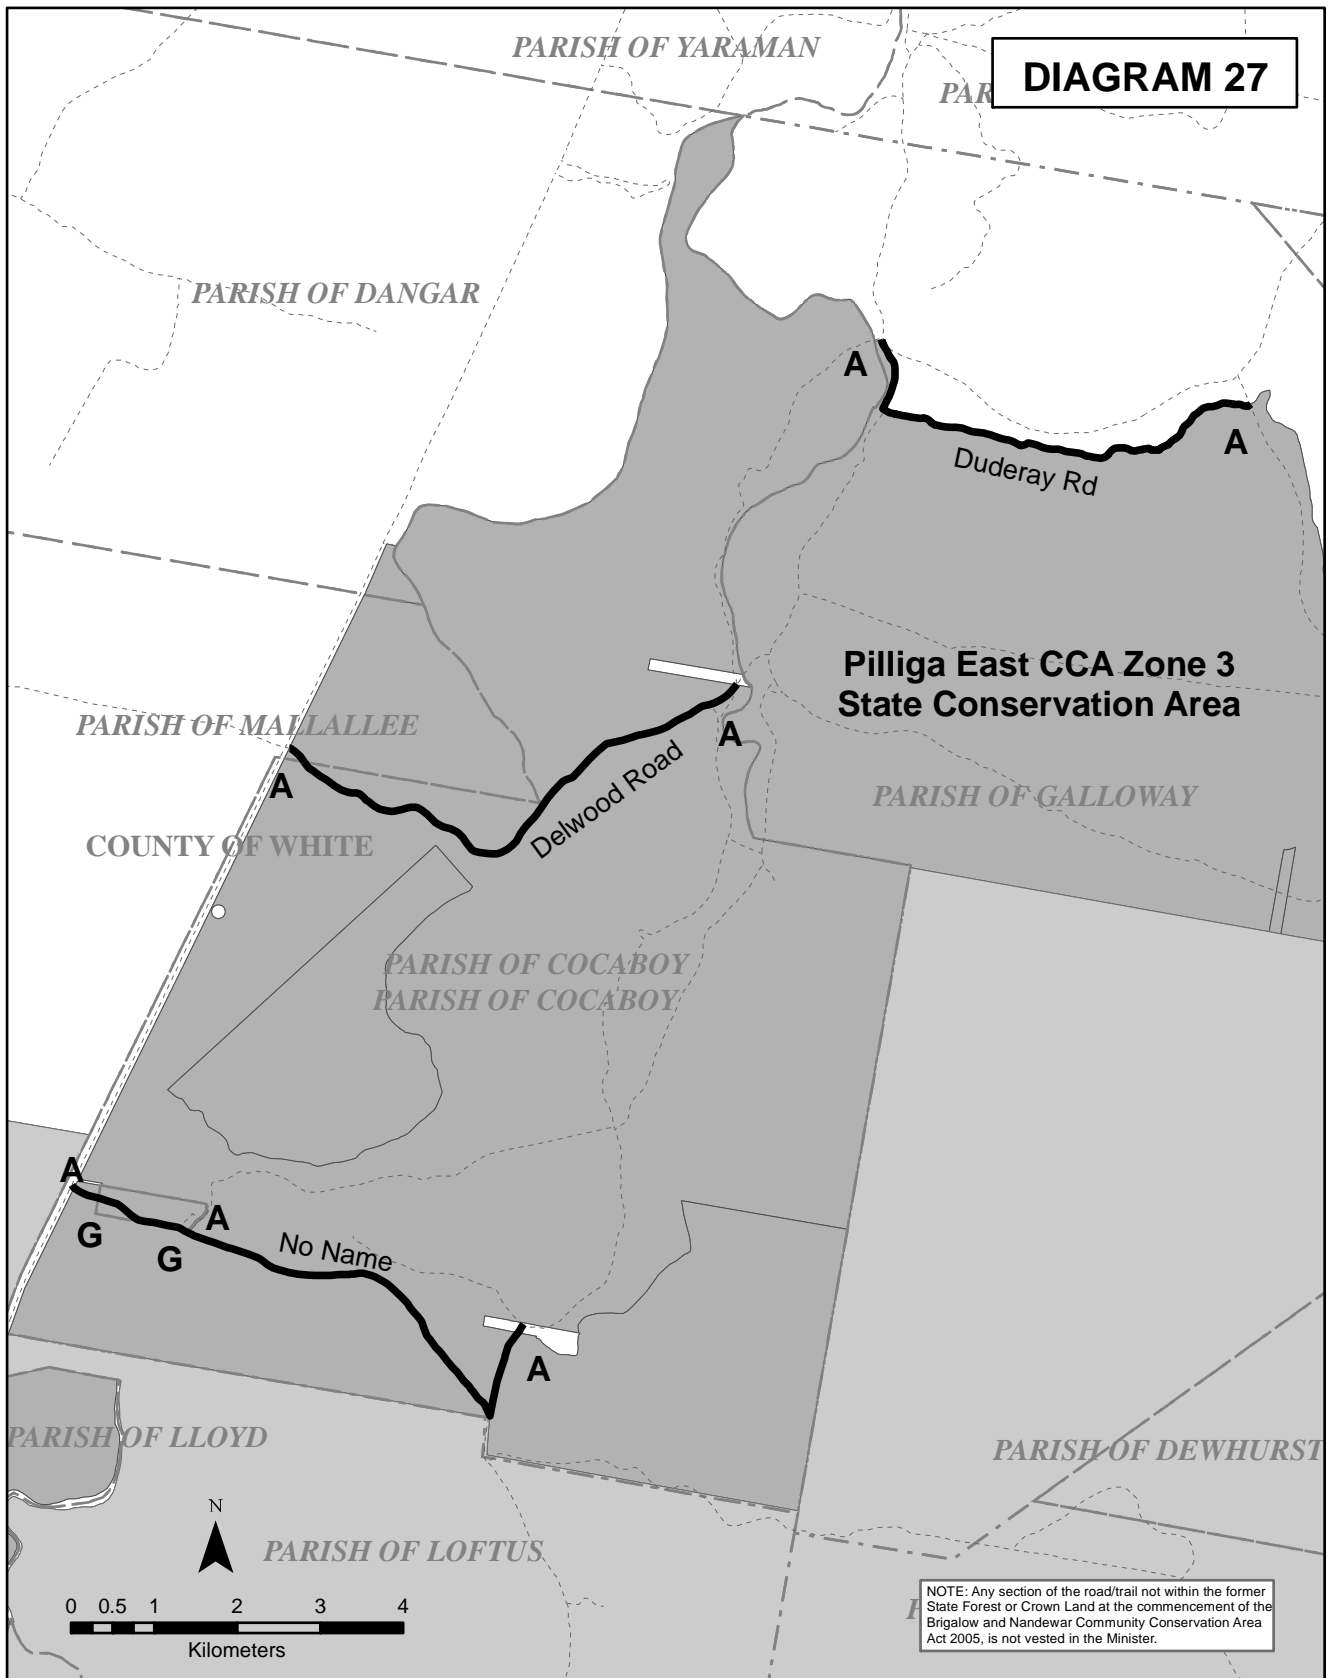 PARISH OF YARAMAN
DIAGRAM 27
PAR
PARISH OF DANGAR
A
A
Duderay Rd
Pilliga East CCA Zone 3
State Conservation Area
PARISH OF MALLALLEE
A
A
Delwood Road
PARISH OF GALLOWAY
COUNTY OF WHITE
PARISH OF COCABOY
PARISH OF COCABOY
A
G
A
G
No Name
A
PARISH OF LLOYD
PARISH OF DEWHURST
N
PARISH OF LOFTUS
0 0.5 1 2 3 4
Kilometers
P
NOTE: Any section of the road/trail not within the former
State Forest or Crown Land at the commencement of the
Brigalow and Nandewar Community Conservation Area
Act 2005, is not vested in the Minister.